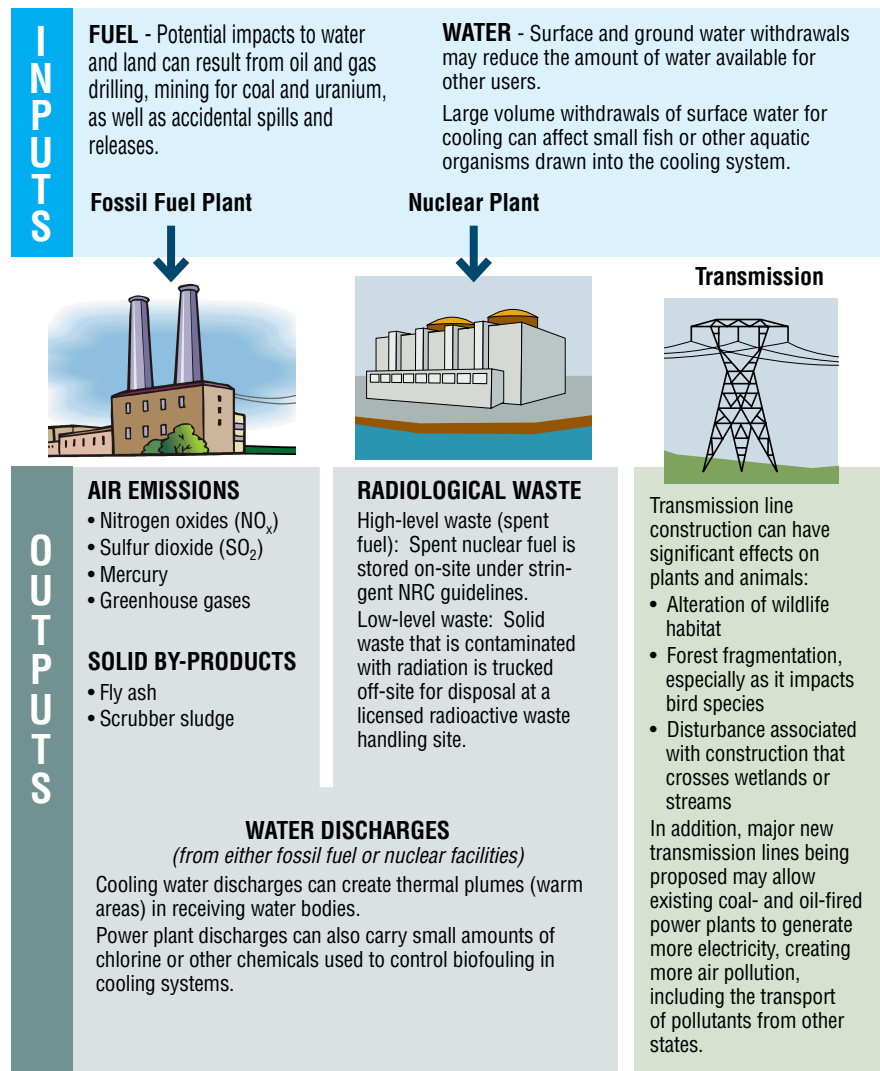 INPUTS
FUEL - Potential impacts to water
and land can result from oil and gas
drilling, mining for coal and uranium,
as well as accidental spills and
releases.
WATER - Surface and ground water withdrawals
may reduce the amount of water available for
other users.
Large volume withdrawals of surface water for
cooling can affect small fish or other aquatic
organisms drawn into the cooling system.
Fossil Fuel Plant
Nuclear Plant
Transmission
OUTPUTS
AIR EMISSIONS
• Nitrogen oxides (NOx)
• Sulfur dioxide (SO2)
• Mercury
• Greenhouse gases
SOLID BY-PRODUCTS
• Fly ash
• Scrubber sludge
RADIOLOGICAL WASTE
High-level waste (spent
fuel): Spent nuclear fuel is
stored on-site under strin-
gent NRC guidelines.
Low-level waste: Solid
waste that is contaminated
with radiation is trucked
off-site for disposal at a
licensed radioactive waste
handling site.
WATER DISCHARGES
(from either fossil fuel or nuclear facilities)
Cooling water discharges can create thermal plumes (warm
areas) in receiving water bodies.
Power plant discharges can also carry small amounts of
chlorine or other chemicals used to control biofouling in
cooling systems.
Transmission line
construction can have
significant effects on
plants and animals:
• Alteration of wildlife
habitat
• Forest fragmentation,
especially as it impacts
bird species
• Disturbance associated
with construction that
crosses wetlands or
streams
In addition, major new
transmission lines being
proposed may allow
existing coal- and oil-fired
power plants to generate
more electricity, creating
more air pollution,
including the transport
of pollutants from other
states.